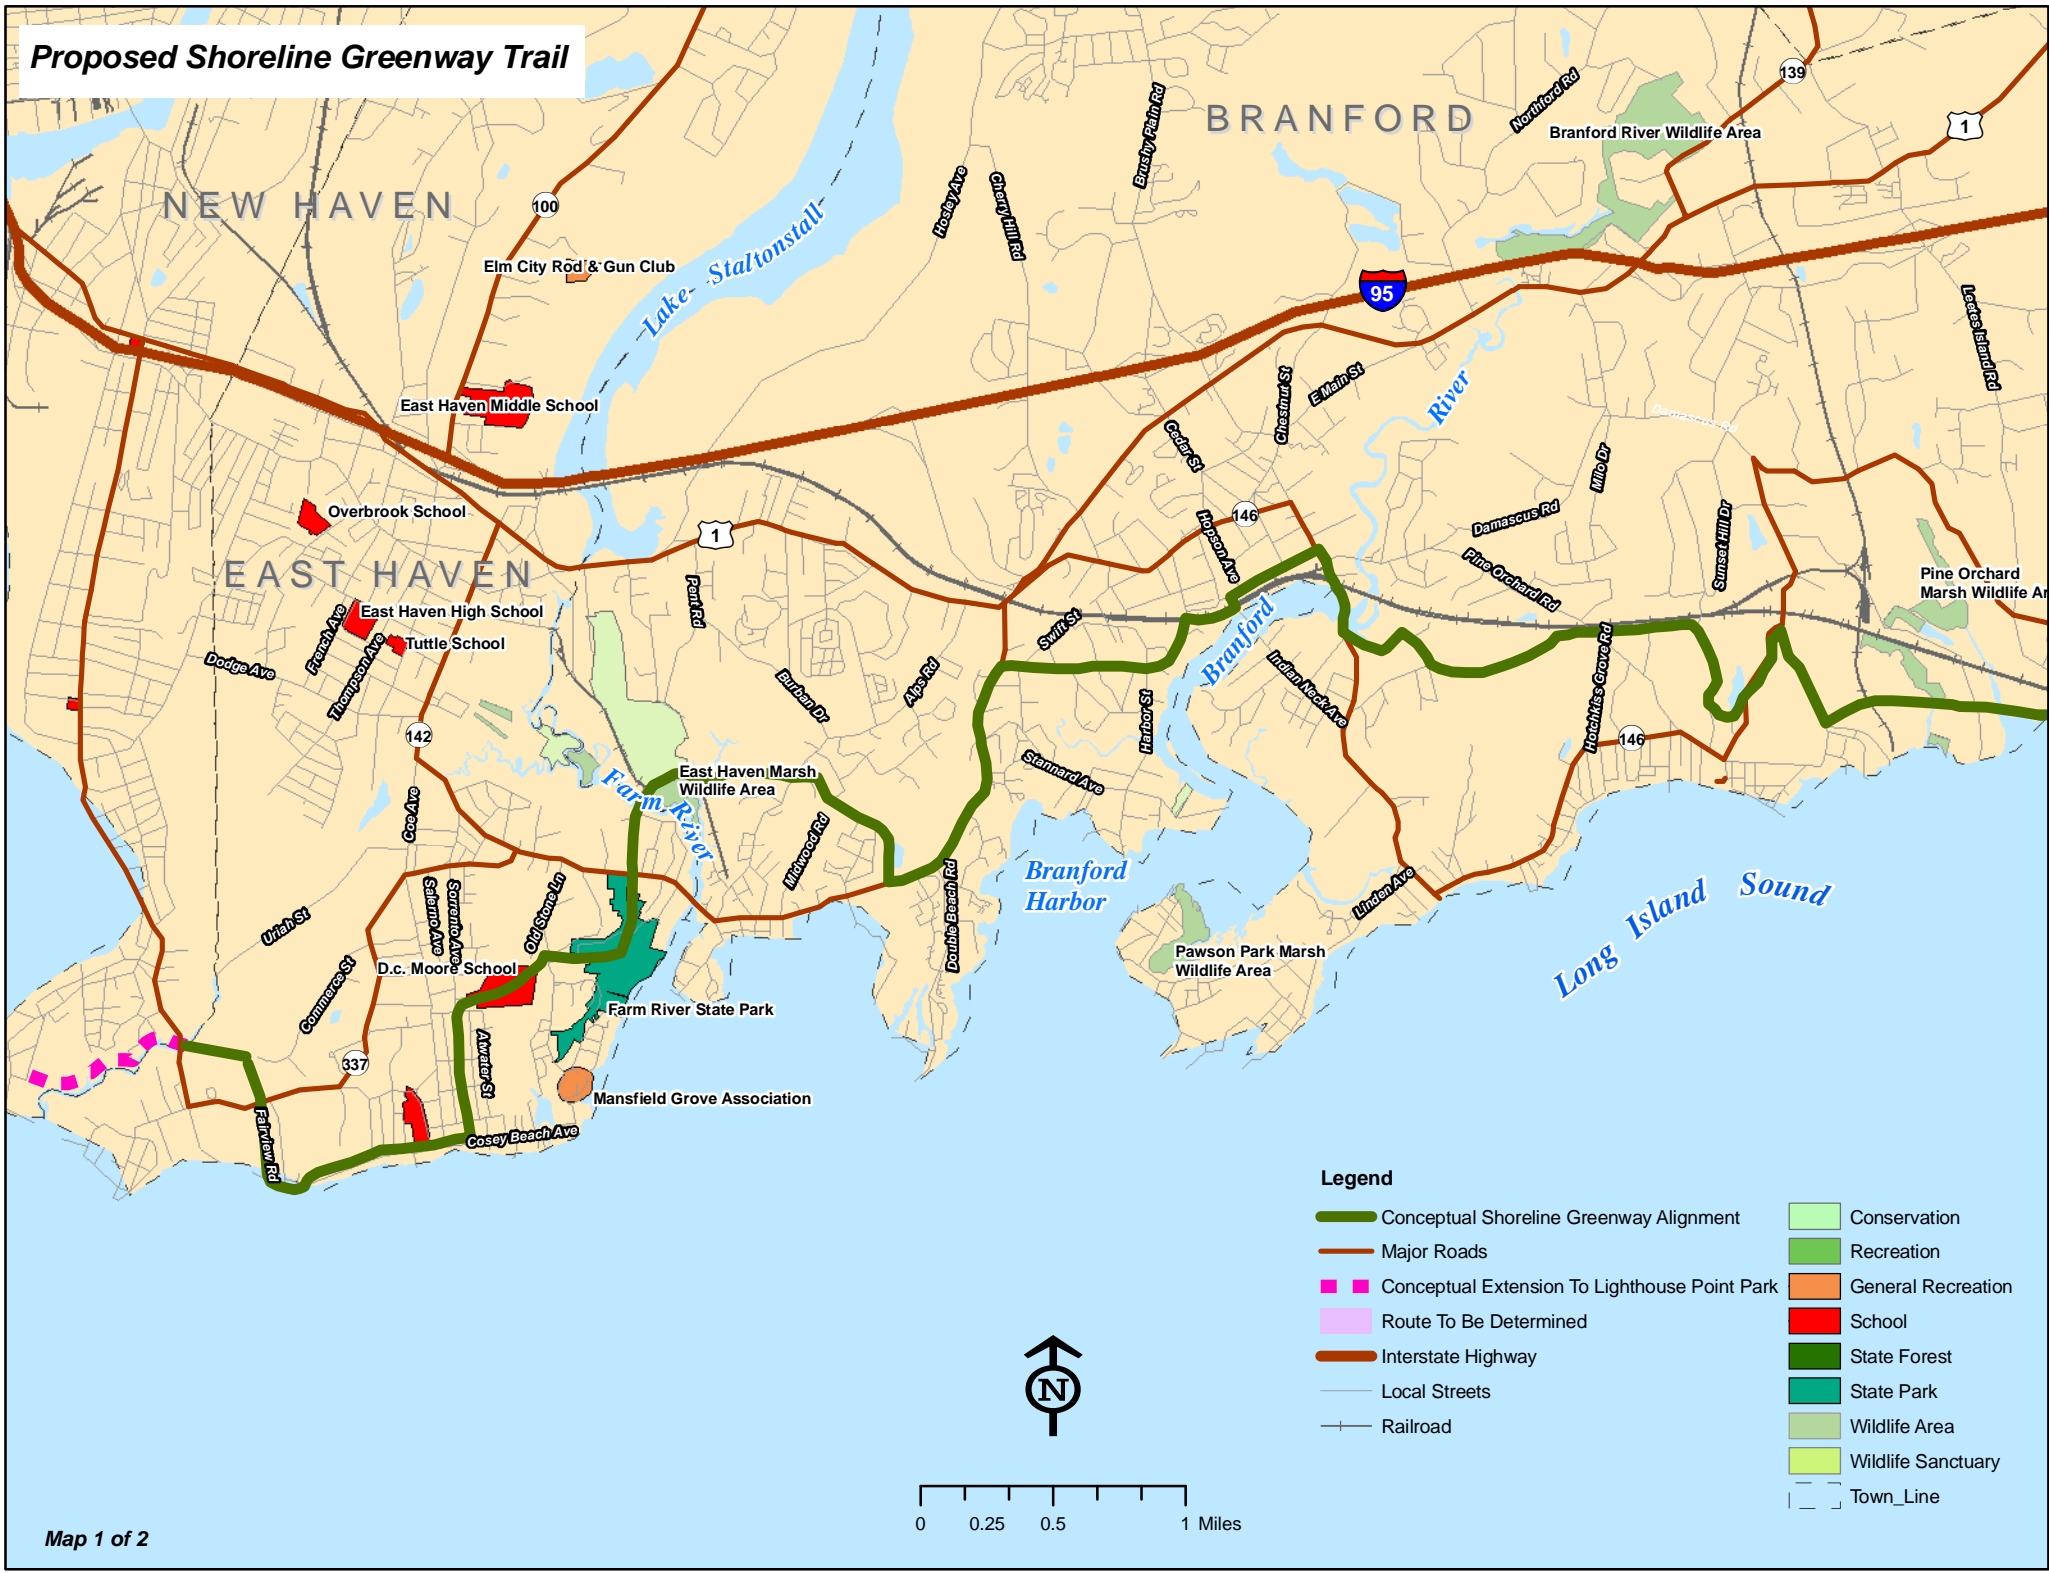 Proposed Shoreline Greenway Trail
BRANFORD
Northford Rd
139
1
Branford River Wildlife Area
Brushy Plain Rd
Hosley Ave
Cherry Hill Rd
NEW HAVEN
100
Elm City Rod & Gun Club
Lake Staltonstall
95
Leetes Island Rd
East Haven Middle School
Chestnut St
E Main St
River
Damascus Rd
Cedar St
Milo Dr
Overbrook School
1
146
Hopson Ave
Damascus Rd
Sunset Hill Dr
EAST HAVEN
Pine Orchard Rd
Pine Orchard
Marsh Wildlife Ar
Pent Rd
East Haven High School
French Ave
Tuttle School
Thompson Ave
Dodge Ave
Swift St
Branford
Burban Dr
Alps Rd
Indian Neck Ave
Hotchkiss Grove Rd
Harbor St
142
146
East Haven Marsh
Wildlife Area
Stannard Ave
Farm River
Coe Ave
Midwood Rd
Double Beach Rd
Branford
Harbor
Linden Ave
Long Island Sound
Salermo Ave
Sorrento Ave
Old Stone Ln
Uriah St
D.c. Moore School
Pawson Park Marsh
Wildlife Area
Commerce St
Farm River State Park
337
Atwater St
Mansfield Grove Association
Fairview Rd
Cosey Beach Ave
Legend
Conceptual Shoreline Greenway Alignment
Major Roads
Conceptual Extension To Lighthouse Point Park
Route To Be Determined
Interstate Highway
Local Streets
Railroad
Conservation
Recreation
General Recreation
School
State Forest
State Park
Wildlife Area
Wildlife Sanctuary
Town_Line
N
0 0.25 0.5 1 Miles
Map 1 of 2